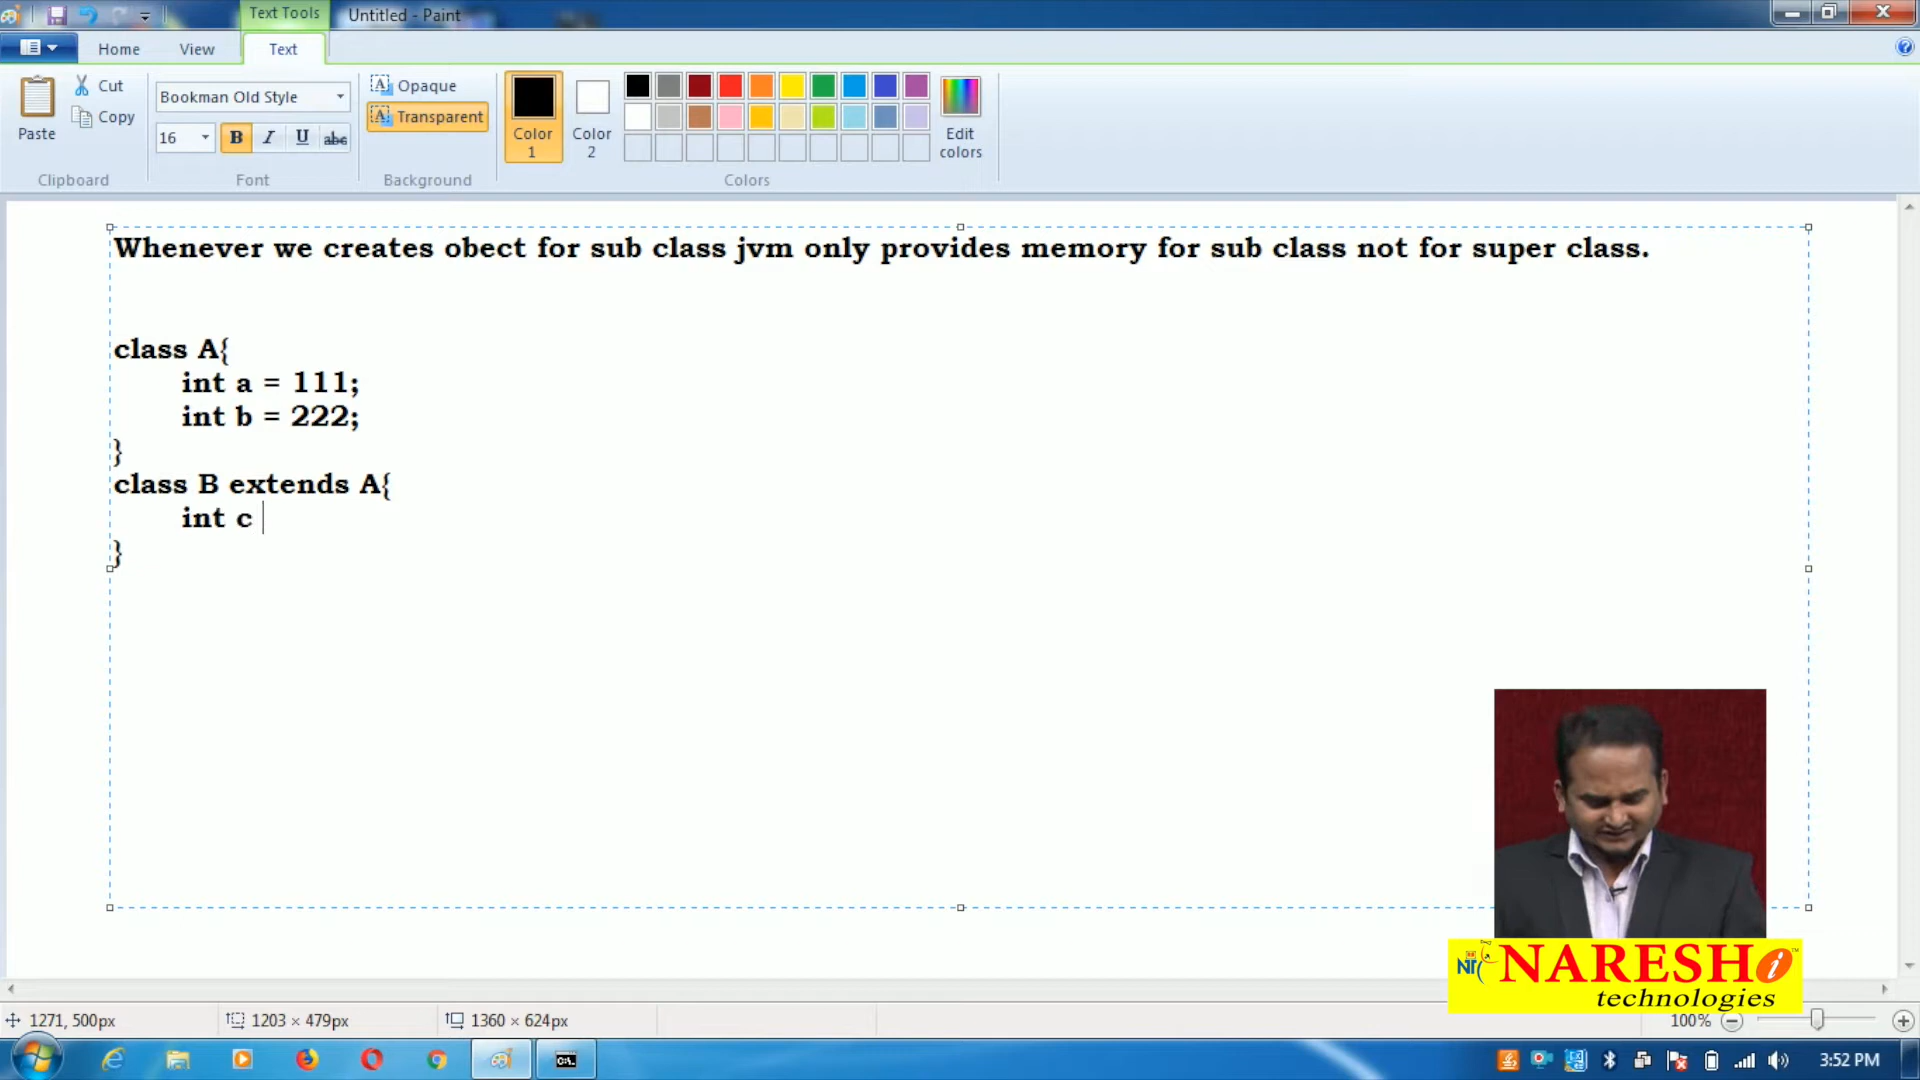 Text Tools Untitled - Paint
Home View Text
Paste Cut Copy Clipboard
Bookman Old Style
16 B I U abc
Font
Opaque
Transparent
Background
Color 1
Color 2
Edit colors
Colors
Whenever we creates obect for sub class jvm only provides memory for sub class not for super class.
class A{
int a = 111;
int b = 222;
}
class B extends A{
int c
}
NARESH i ™
technologies
1271, 500px 1203 × 479px 1360 × 624px 100%
3:52 PM